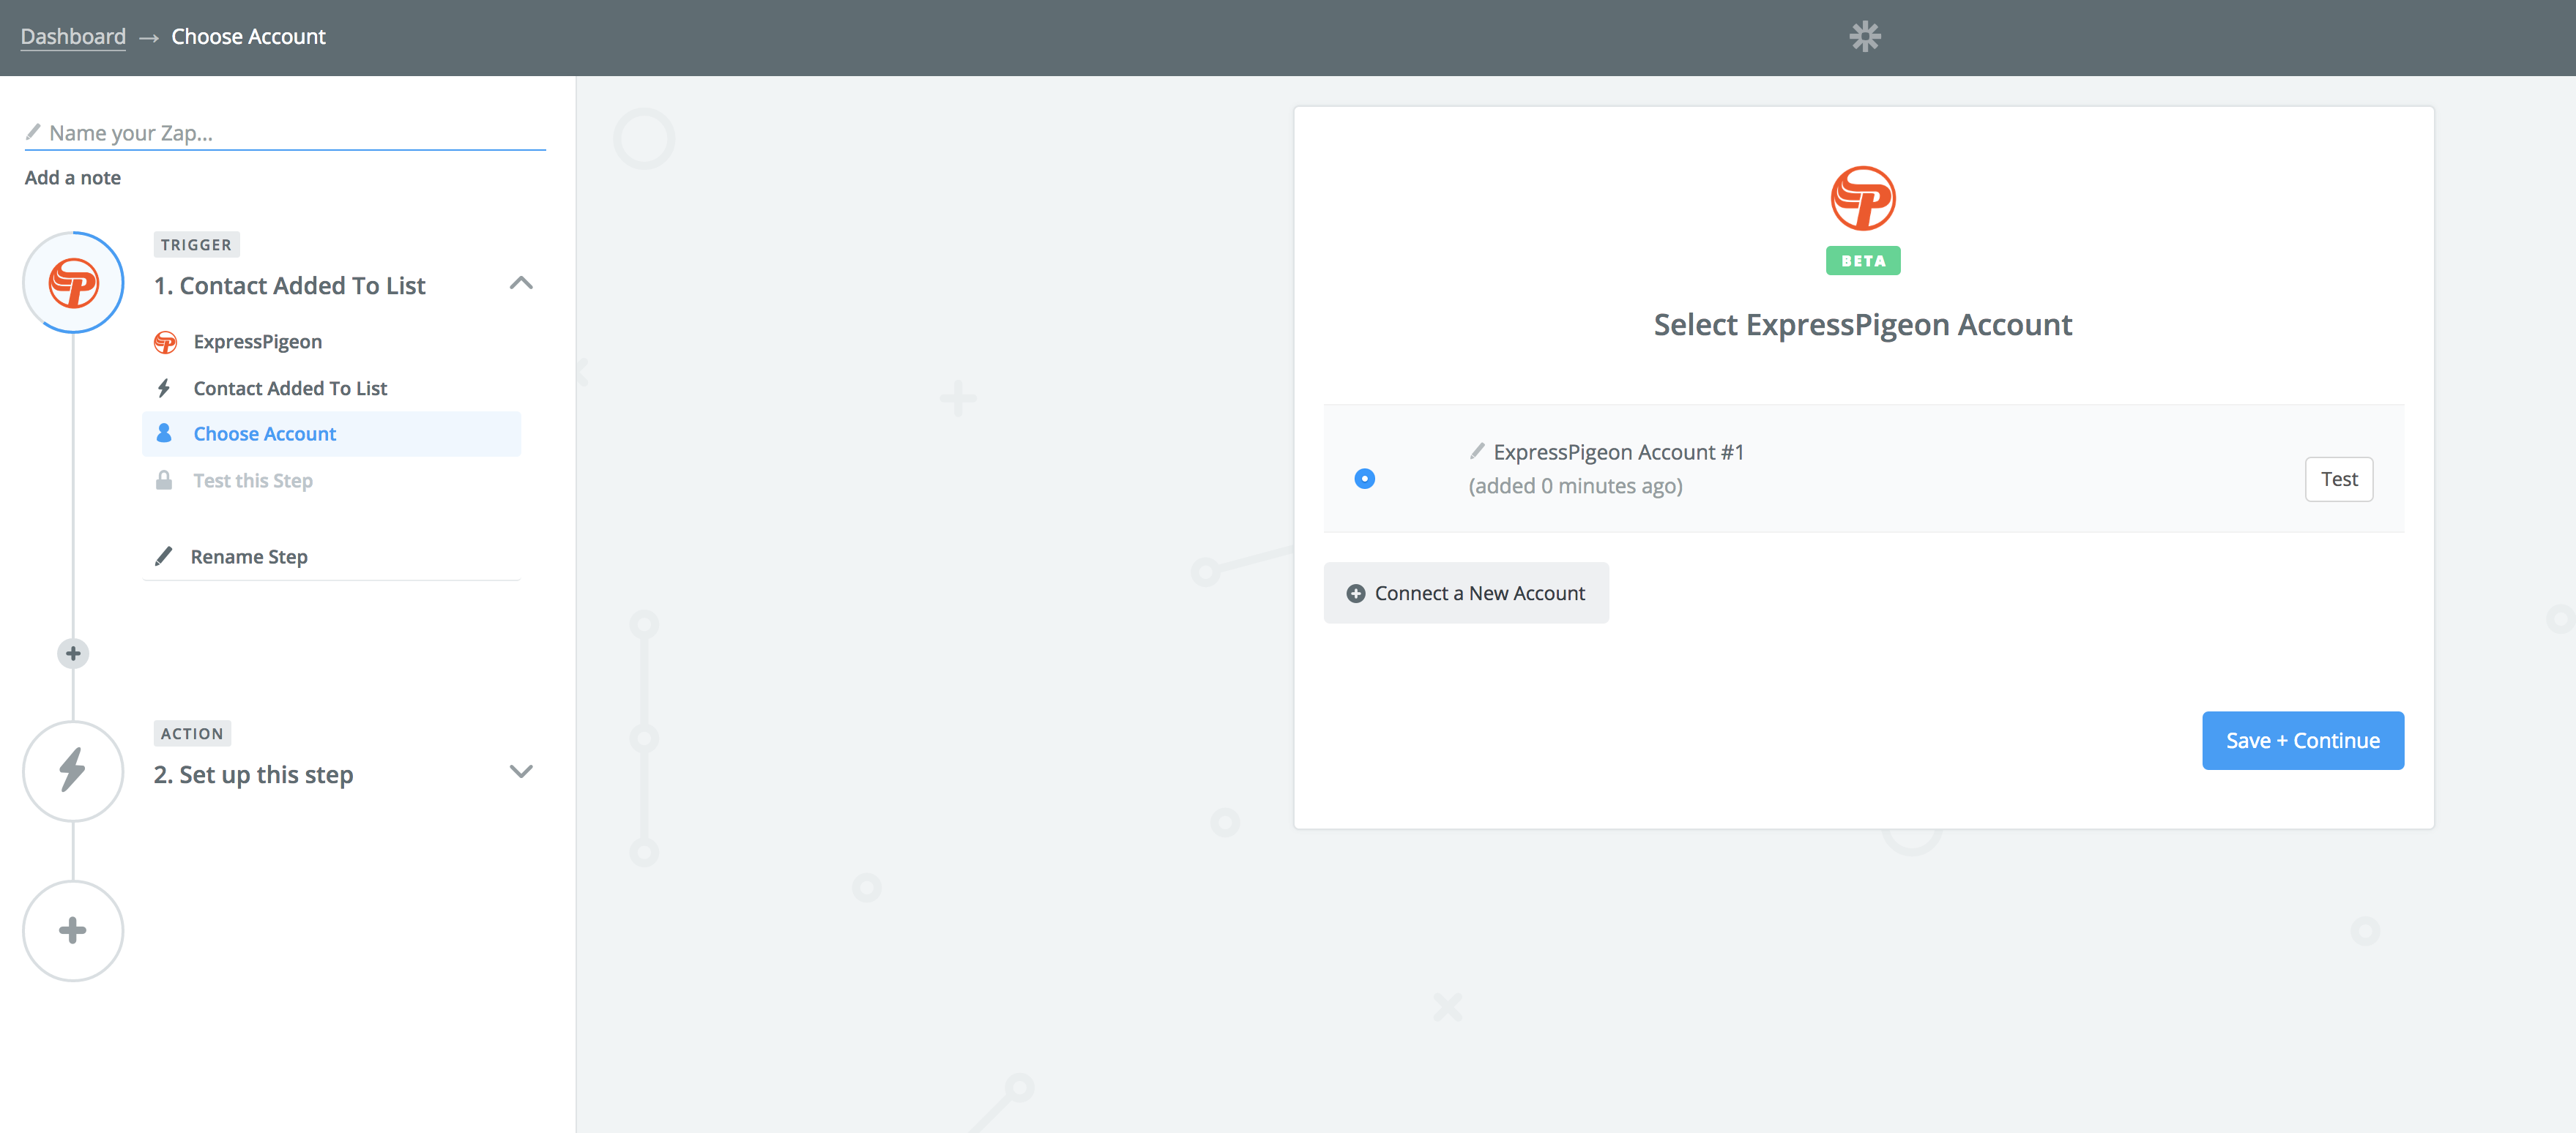 Dashboard → Choose Account
Name your Zap...
Add a note
TRIGGER
1. Contact Added To List
ExpressPigeon
Contact Added To List
Choose Account
Test this Step
Rename Step
ACTION
2. Set up this step
BETA
Select ExpressPigeon Account
ExpressPigeon Account #1
(added 0 minutes ago)
Test
Connect a New Account
Save + Continue